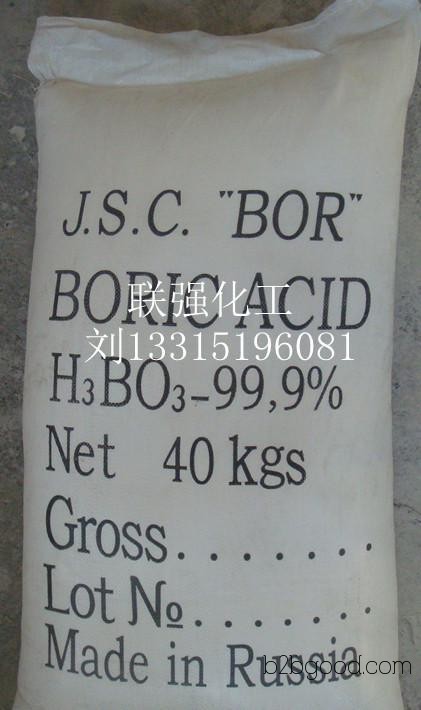 J.S.C. "BOR"
BORIC ACID
联强化工
刘13315196081
H₃BO₃-99,9%
Net 40 kgs
Gross........
Lot №........
Made in Russia
b2bgood.com